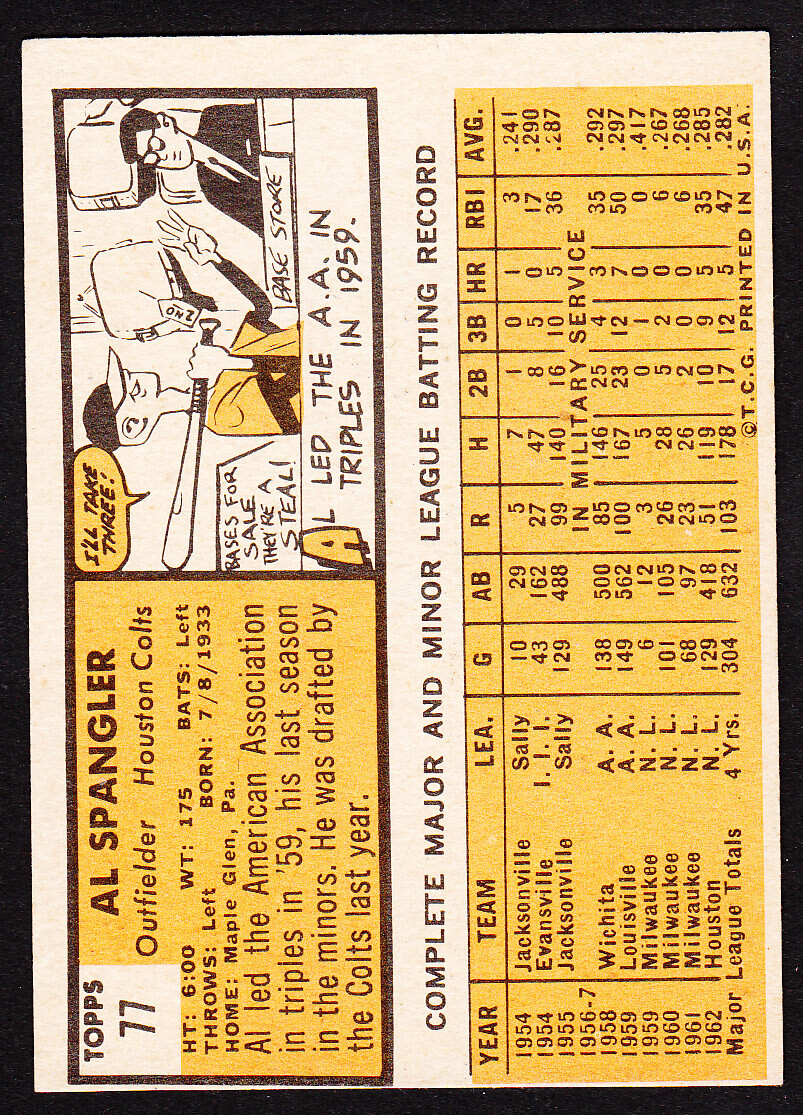 TOPPS
77
AL SPANGLER
Outfielder Houston Colts
HT: 6:00 WT: 175 BATS: Left
THROWS: Left BORN: 7/8/1933
HOME: Maple Glen, Pa.
Al led the American Association
in triples in '59, his last season
in the minors. He was drafted by
the Colts last year.
I'LL TAKE
THREE!
2ND
BASES FOR
SALE
THEY'RE A
STEAL!
BASE STORE
AL LED THE A.A. IN
TRIPLES IN 1959.
COMPLETE MAJOR AND MINOR LEAGUE BATTING RECORD
YEAR TEAM LEA. G AB R H 2B 3B HR RBI AVG.
1954 Jacksonville Sally 10 29 5 7 1 0 1 3 .241
1954 Evansville I. I. I. 43 162 27 47 8 5 0 17 .290
1955 Jacksonville Sally 129 488 99 140 16 10 5 36 .287
1956-7 IN MILITARY SERVICE
1958 Wichita A. A. 138 500 85 146 25 4 3 35 .292
1959 Louisville A. A. 149 562 100 167 23 12 7 50 .297
1959 Milwaukee N. L. 6 12 3 5 0 1 0 0 .417
1960 Milwaukee N. L. 101 105 26 28 5 2 0 6 .267
1961 Milwaukee N. L. 68 97 23 26 2 0 0 6 .268
1962 Houston N. L. 129 418 51 119 10 9 5 35 .285
Major League Totals 4 Yrs. 304 632 103 178 17 12 5 47 .282
©T.C.G. PRINTED IN U.S.A.